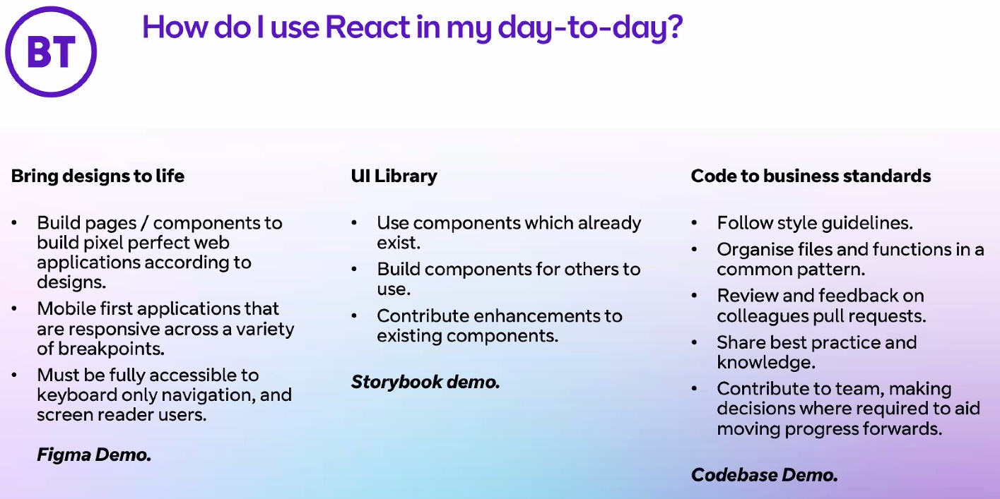 BT
How do I use React in my day-to-day?
Bring designs to life
• Build pages / components to
build pixel perfect web
applications according to
designs.
• Mobile first applications that
are responsive across a variety
of breakpoints.
• Must be fully accessible to
keyboard only navigation, and
screen reader users.
Figma Demo.
UI Library
• Use components which already
exist.
• Build components for others to
use.
• Contribute enhancements to
existing components.
Storybook demo.
Code to business standards
• Follow style guidelines.
• Organise files and functions in a
common pattern.
• Review and feedback on
colleagues pull requests.
• Share best practice and
knowledge.
• Contribute to team, making
decisions where required to aid
moving progress forwards.
Codebase Demo.